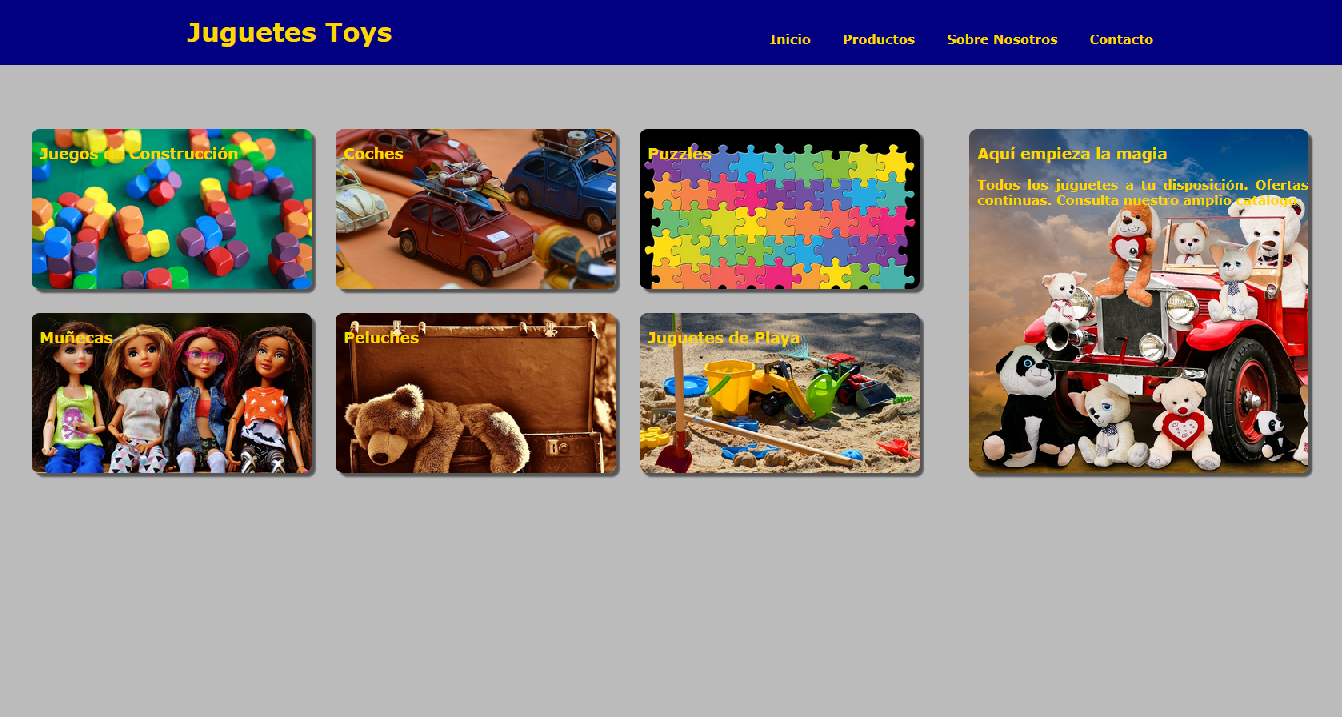 Juguetes Toys
Inicio
Productos
Sobre Nosotros
Contacto
Juegos de Construcción
Coches
Puzzles
Aquí empieza la magia
Todos los juguetes a tu disposición. Ofertas
continuas. Consulta nuestro amplio catálogo.
Muñecas
Peluches
Juguetes de Playa